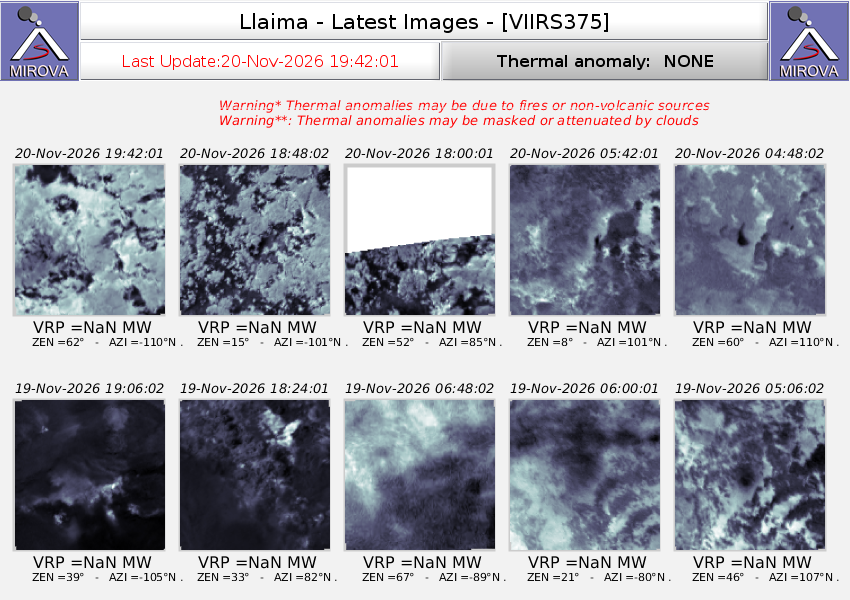 Llaima - Latest Images - [VIIRS375]
MIROVA
Last Update:20-Nov-2026 19:42:01
Thermal anomaly: NONE
MIROVA
Warning* Thermal anomalies may be due to fires or non-volcanic sources
Warning**: Thermal anomalies may be masked or attenuated by clouds
20-Nov-2026 19:42:01
20-Nov-2026 18:48:02
20-Nov-2026 18:00:01
20-Nov-2026 05:42:01
20-Nov-2026 04:48:02
VRP =NaN MW
VRP =NaN MW
VRP =NaN MW
VRP =NaN MW
VRP =NaN MW
ZEN =62° - AZI =-110°N .
ZEN =15° - AZI =-101°N .
ZEN =52° - AZI =85°N .
ZEN =8° - AZI =101°N .
ZEN =60° - AZI =110°N .
19-Nov-2026 19:06:02
19-Nov-2026 18:24:01
19-Nov-2026 06:48:02
19-Nov-2026 06:00:01
19-Nov-2026 05:06:02
VRP =NaN MW
VRP =NaN MW
VRP =NaN MW
VRP =NaN MW
VRP =NaN MW
ZEN =39° - AZI =-105°N .
ZEN =33° - AZI =82°N .
ZEN =67° - AZI =-89°N .
ZEN =21° - AZI =-80°N .
ZEN =46° - AZI =107°N .